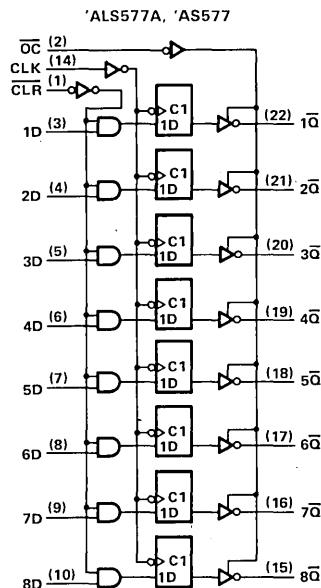 'ALS577A, 'AS577
O̅C̅ (2)
CLK (14)
C̅L̅R̅ (1)
C1
1D (3) 1D (22) 1Q̅
C1
2D (4) 1D (21) 2Q̅
C1
3D (5) 1D (20) 3Q̅
C1
4D (6) 1D (19) 4Q̅
C1
5D (7) 1D (18) 5Q̅
C1
6D (8) 1D (17) 6Q̅
C1
7D (9) 1D (16) 7Q̅
C1
8D (10) 1D (15) 8Q̅